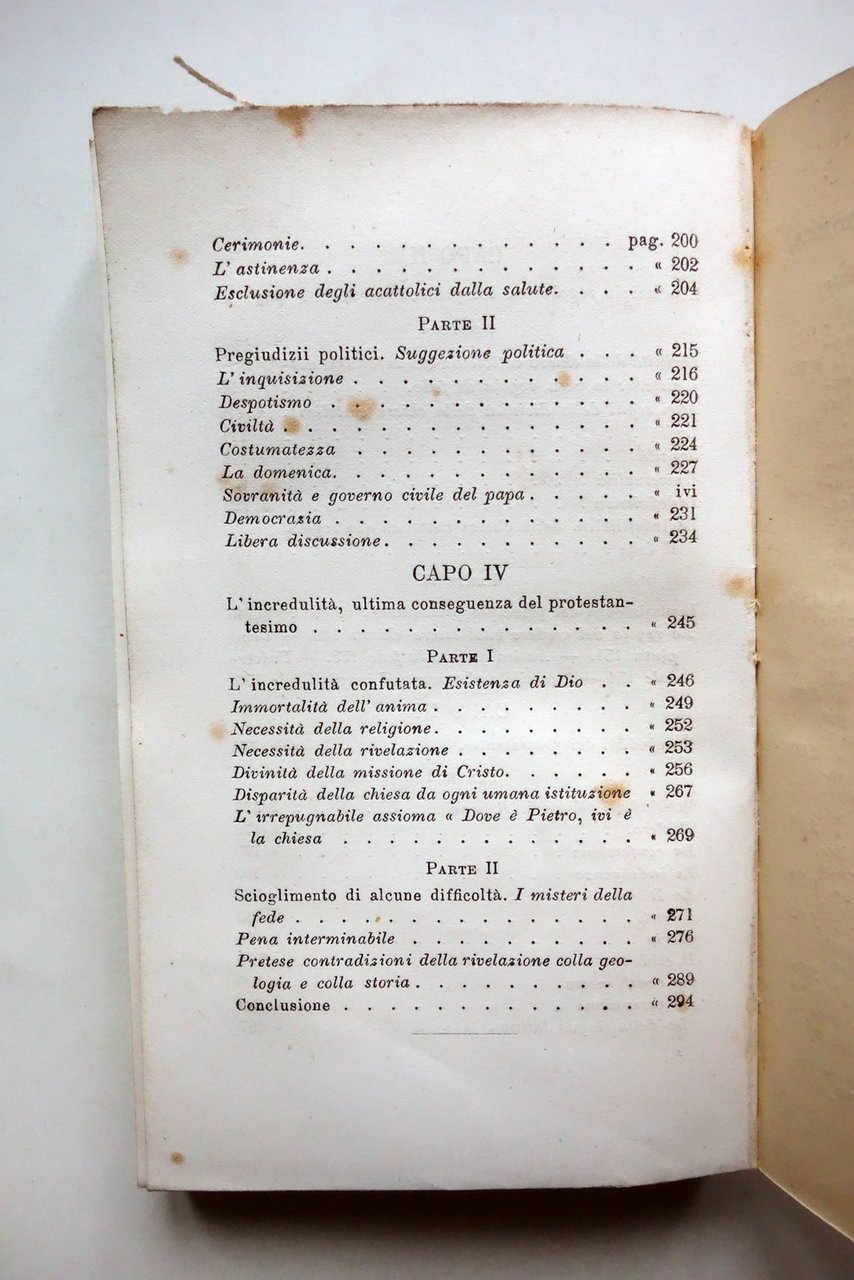 Cerimonie. . . . . . . . . . . . . . pag. 200
L' astinenza . . . . . . . . . . . . . . « 202
Esclusione degli acattolici dalla salute. . . . . « 204
PARTE II
Pregiudizii politici. Suggezione politica . . . « 215
L' inquisizione . . . . . . . . . . . . . « 216
Despotismo . . . . . . . . . . . . . . « 220
Civiltà . . . . . . . . . . . . . . . . « 221
Costumatezza . . . . . . . . . . . . . « 224
La domenica. . . . . . . . . . . . . . « 227
Sovranità e governo civile del papa . . . . . « ivi
Democrazia . . . . . . . . . . . . . . « 231
Libera discussione. . . . . . . . . . . . « 234
CAPO IV
L' incredulità, ultima conseguenza del protestan-
tesimo . . . . . . . . . . . . . . . « 245
PARTE I
L' incredulità confutata. Esistenza di Dio . . « 246
Immortalità dell' anima . . . . . . . . . . « 249
Necessità della religione. . . . . . . . . . « 252
Necessità della rivelazione . . . . . . . . . « 253
Divinità della missione di Cristo. . . . . . « 256
Disparità della chiesa da ogni umana istituzione « 267
L' irrepugnabile assioma « Dove è Pietro, ivi è
la chiesa . . . . . . . . . . . . . . « 269
PARTE II
Scioglimento di alcune difficoltà. I misteri della
fede . . . . . . . . . . . . . . . . « 271
Pena interminabile . . . . . . . . . . . « 276
Pretese contradizioni della rivelazione colla geo-
logia e colla storia . . . . . . . . . . . « 289
Conclusione . . . . . . . . . . . . . . « 294